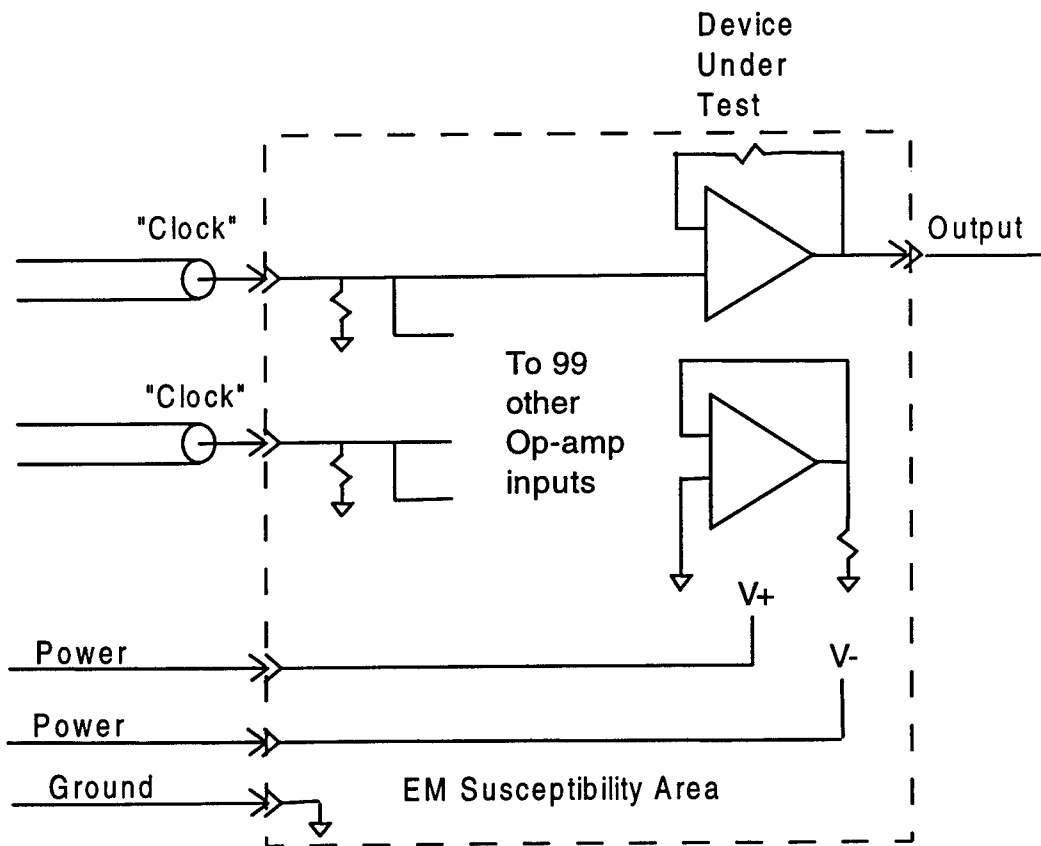 Device
Under
Test
"Clock"
Output
"Clock"
To 99
other
Op-amp
inputs
V+
Power
V-
Power
Ground
EM Susceptibility Area